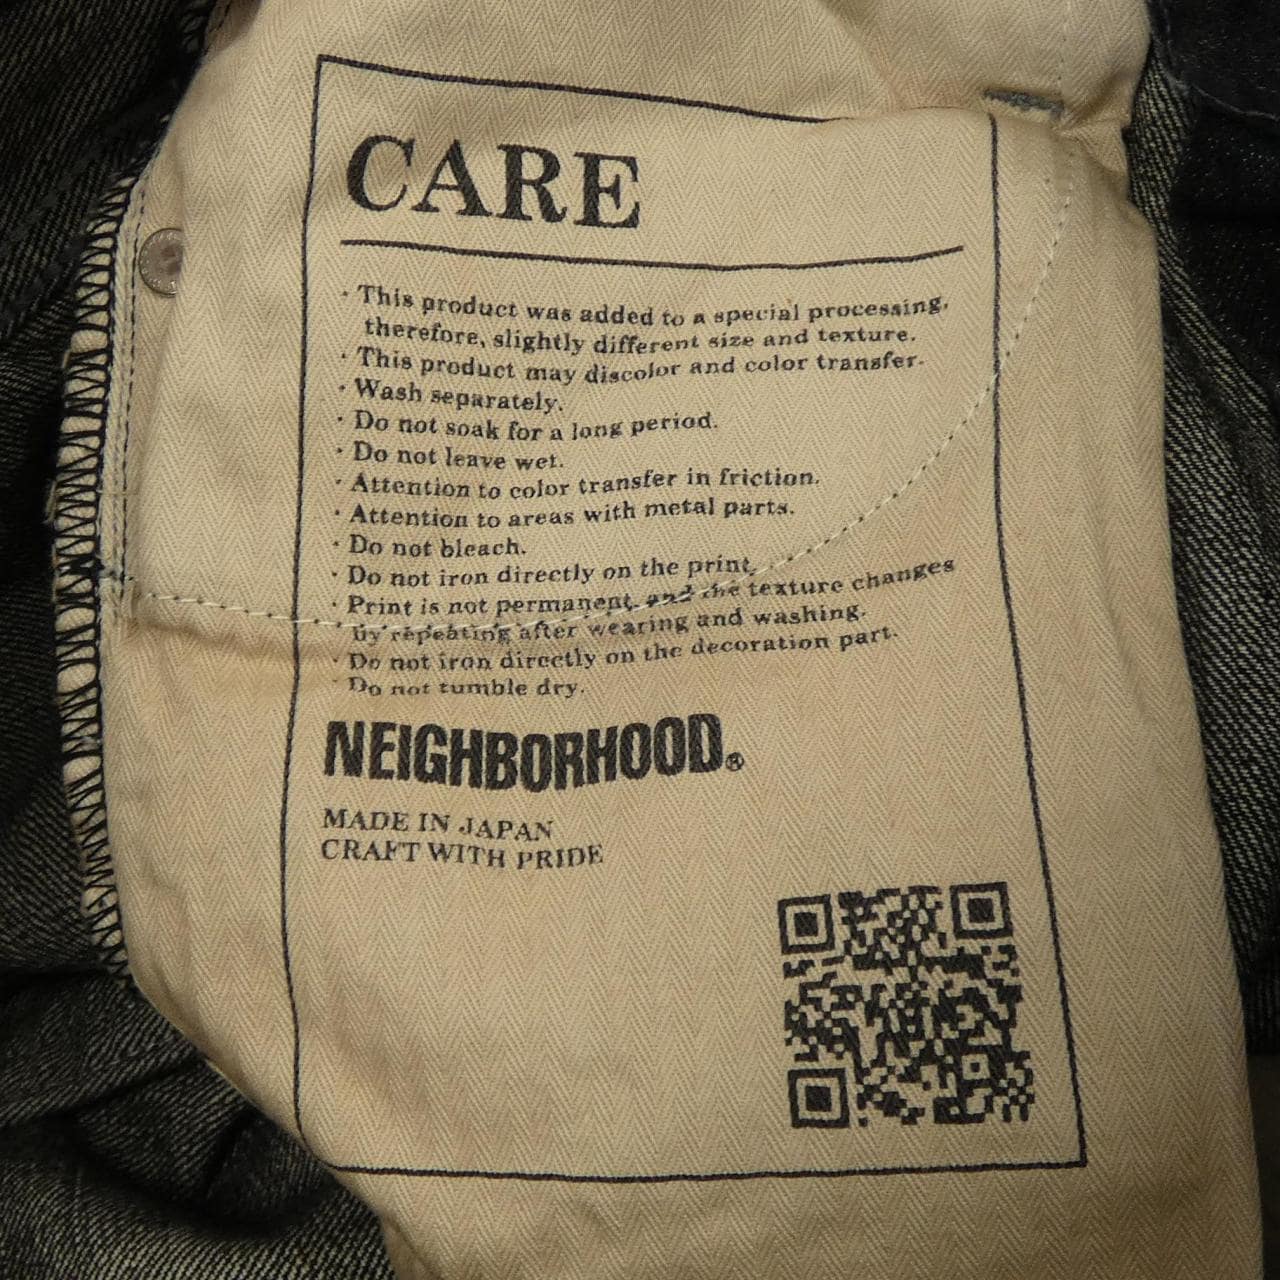 CARE
· This product was added to a special processing,
therefore, slightly different size and texture.
· This product may discolor and color transfer.
· Wash separately.
· Do not soak for a long period.
· Do not leave wet.
· Attention to color transfer in friction.
· Attention to areas with metal parts.
· Do not bleach.
· Do not iron directly on the print.
· Print is not permanent, and the texture changes
by repeating after wearing and washing.
· Do not iron directly on the decoration part.
· Do not tumble dry.
NEIGHBORHOOD®
MADE IN JAPAN
CRAFT WITH PRIDE